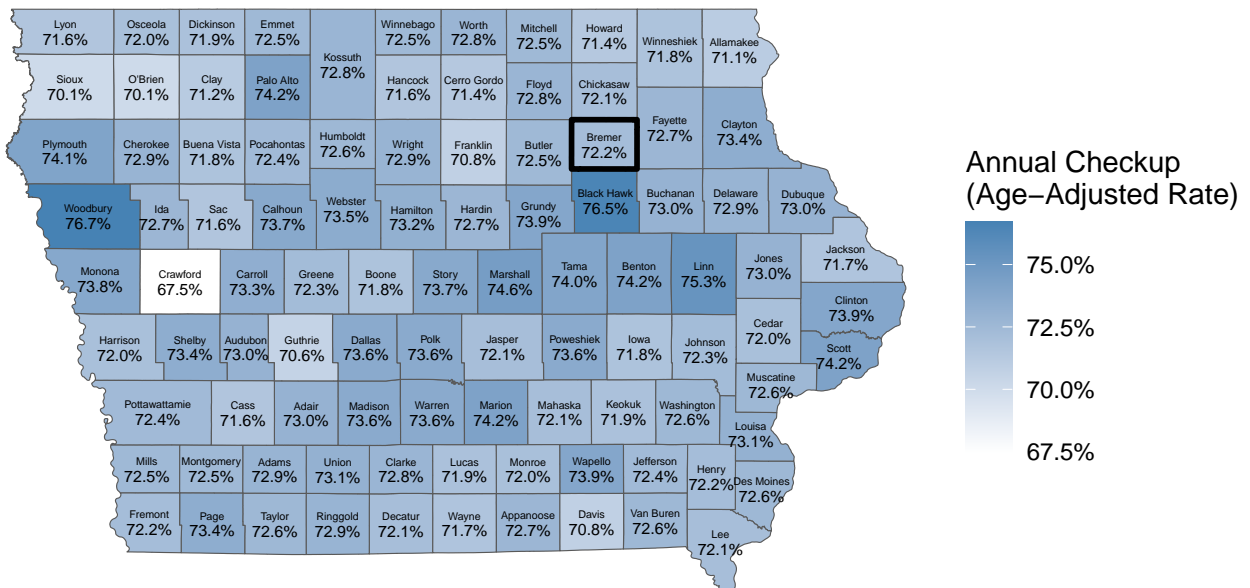 Lyon
71.6%
Osceola
72.0%
Dickinson
71.9%
Emmet
72.5%
Kossuth
72.8%
Winnebago
72.5%
Worth
72.8%
Mitchell
72.5%
Howard
71.4%
Winneshiek
71.8%
Allamakee
71.1%
Sioux
70.1%
O'Brien
70.1%
Clay
71.2%
Palo Alto
74.2%
Hancock
71.6%
Cerro Gordo
71.4%
Floyd
72.8%
Chickasaw
72.1%
Plymouth
74.1%
Cherokee
72.9%
Buena Vista
71.8%
Pocahontas
72.4%
Humboldt
72.6%
Wright
72.9%
Franklin
70.8%
Butler
72.5%
Bremer
72.2%
Fayette
72.7%
Clayton
73.4%
Woodbury
76.7%
Ida
72.7%
Sac
71.6%
Calhoun
73.7%
Webster
73.5%
Hamilton
73.2%
Hardin
72.7%
Grundy
73.9%
Black Hawk
76.5%
Buchanan
73.0%
Delaware
72.9%
Dubuque
73.0%
Monona
73.8%
Crawford
67.5%
Carroll
73.3%
Greene
72.3%
Boone
71.8%
Story
73.7%
Marshall
74.6%
Tama
74.0%
Benton
74.2%
Linn
75.3%
Jones
73.0%
Jackson
71.7%
Clinton
73.9%
Harrison
72.0%
Shelby
73.4%
Audubon
73.0%
Guthrie
70.6%
Dallas
73.6%
Polk
73.6%
Jasper
72.1%
Poweshiek
73.6%
Iowa
71.8%
Johnson
72.3%
Cedar
72.0%
Scott
74.2%
Muscatine
72.6%
Pottawattamie
72.4%
Cass
71.6%
Adair
73.0%
Madison
73.6%
Warren
73.6%
Marion
74.2%
Mahaska
72.1%
Keokuk
71.9%
Washington
72.6%
Louisa
73.1%
Mills
72.5%
Montgomery
72.5%
Adams
72.9%
Union
73.1%
Clarke
72.8%
Lucas
71.9%
Monroe
72.0%
Wapello
73.9%
Jefferson
72.4%
Henry
72.2%
Des Moines
72.6%
Fremont
72.2%
Page
73.4%
Taylor
72.6%
Ringgold
72.9%
Decatur
72.1%
Wayne
71.7%
Appanoose
72.7%
Davis
70.8%
Van Buren
72.6%
Lee
72.1%
Annual Checkup
(Age−Adjusted Rate)
75.0%
72.5%
70.0%
67.5%